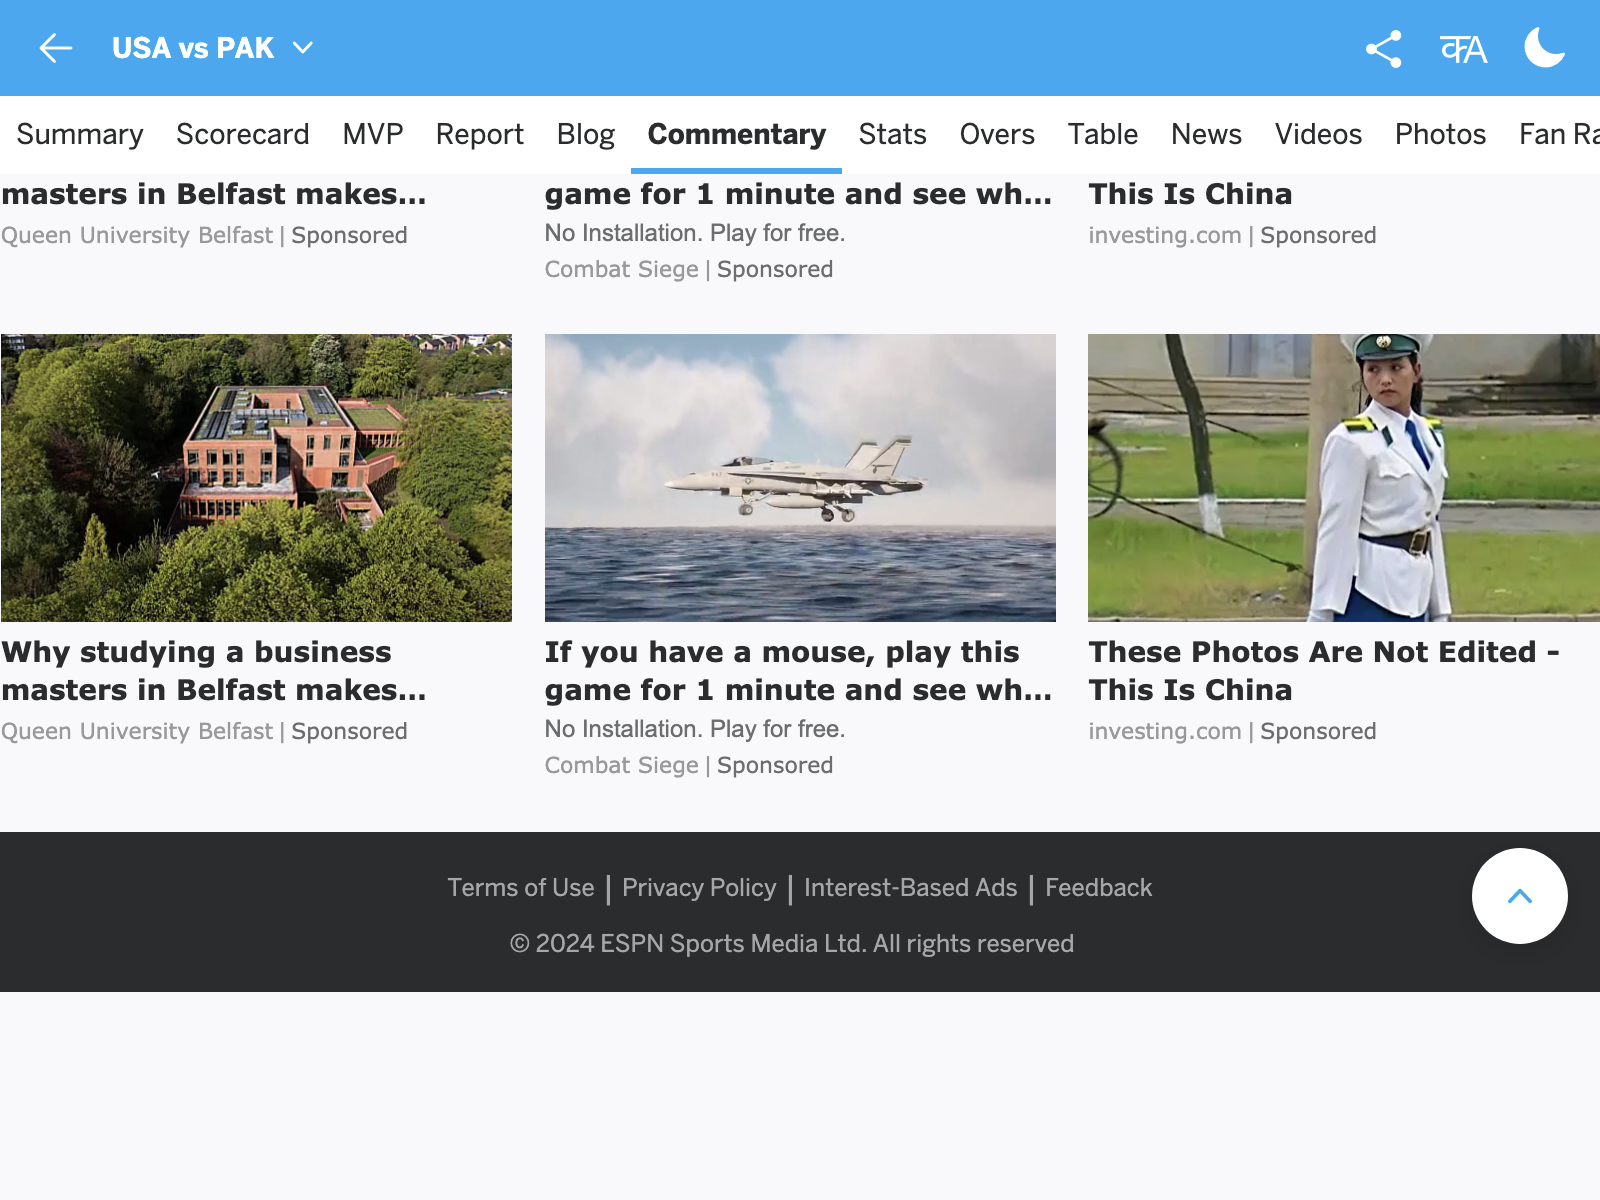 USA vs PAK
काA
Summary Scorecard MVP Report Blog Commentary Stats Overs Table News Videos Photos Fan Ra
masters in Belfast makes...
Queen University Belfast | Sponsored
game for 1 minute and see wh...
No Installation. Play for free.
Combat Siege | Sponsored
This Is China
investing.com | Sponsored
Why studying a business
masters in Belfast makes...
Queen University Belfast | Sponsored
If you have a mouse, play this
game for 1 minute and see wh...
No Installation. Play for free.
Combat Siege | Sponsored
These Photos Are Not Edited -
This Is China
investing.com | Sponsored
Terms of Use | Privacy Policy | Interest-Based Ads | Feedback
© 2024 ESPN Sports Media Ltd. All rights reserved